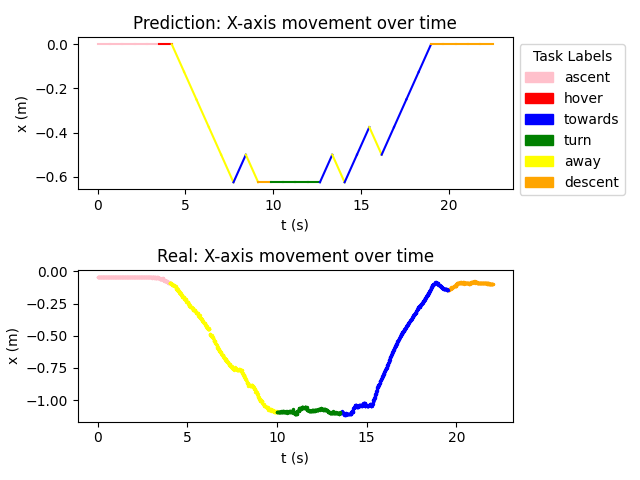 Prediction: X-axis movement over time
0.0
−0.2
−0.4
−0.6
x (m)
0 5 10 15 20
t (s)
Task Labels
ascent
hover
towards
turn
away
descent
Real: X-axis movement over time
0.00
−0.25
−0.50
−0.75
−1.00
x (m)
0 5 10 15 20
t (s)